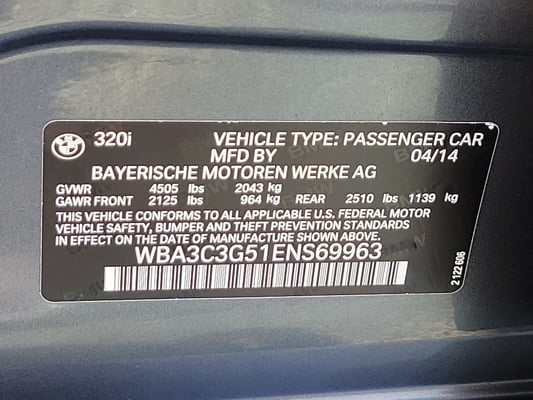 320i VEHICLE TYPE: PASSENGER CAR
MFD BY 04/14
BAYERISCHE MOTOREN WERKE AG
GVWR 4505 lbs 2043 kg
GAWR FRONT 2125 lbs 964 kg REAR 2510 lbs 1139 kg
THIS VEHICLE CONFORMS TO ALL APPLICABLE U.S. FEDERAL MOTOR
VEHICLE SAFETY, BUMPER AND THEFT PREVENTION STANDARDS
IN EFFECT ON THE DATE OF MANUFACTURE SHOWN ABOVE.
WBA3C3G51ENS69963
2 122 606